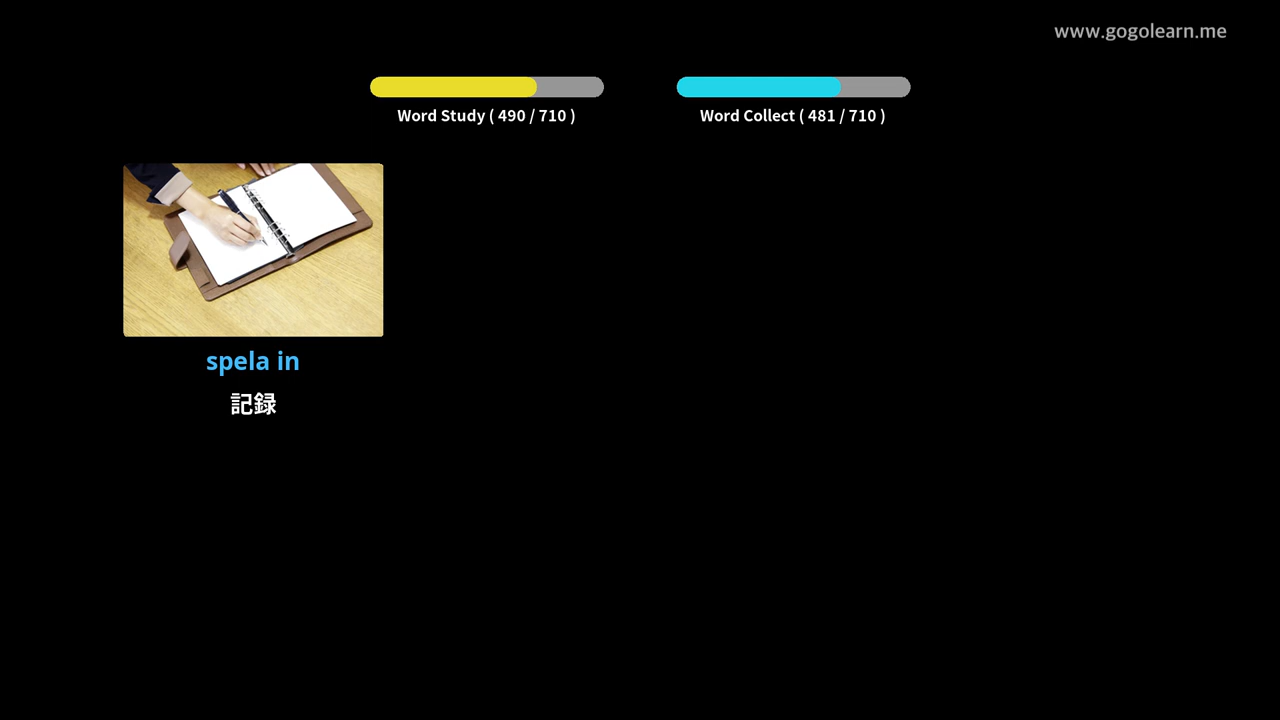 www.gogolearn.me
Word Study ( 490 / 710 )
Word Collect ( 481 / 710 )
spela in
記録